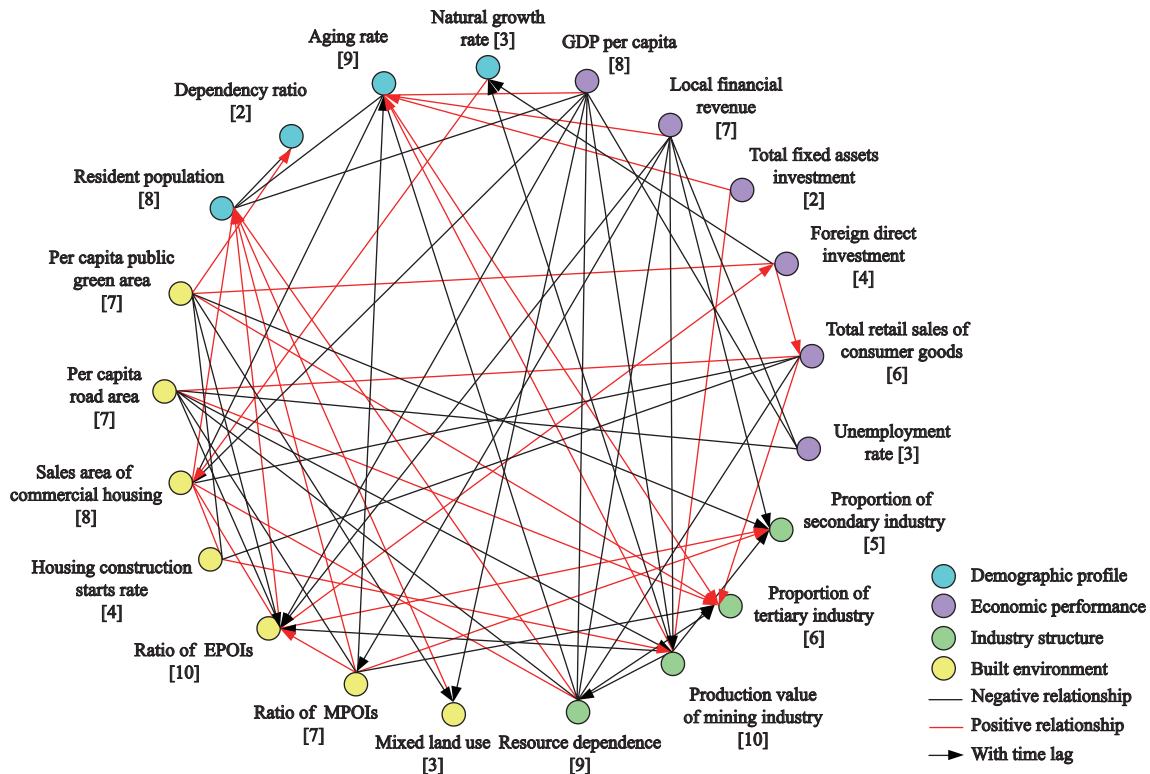 Natural growth
rate [3]
Aging rate
[9]
GDP per capita
[8]
Local financial
revenue
[7]
Dependency ratio
[2]
Total fixed assets
investment
[2]
Resident population
[8]
Foreign direct
investment
[4]
Per capita public
green area
[7]
Total retail sales of
consumer goods
[6]
Per capita
road area
[7]
Unemployment
rate [3]
Sales area of
commercial housing
[8]
Proportion of
secondary industry
[5]
Housing construction
starts rate
[4]
Proportion of
tertiary industry
[6]
Ratio of EPOIs
[10]
Production value
of mining industry
[10]
Ratio of MPOIs
[7]
Mixed land use
[3]
Resource dependence
[9]
Demographic profile
Economic performance
Industry structure
Built environment
Negative relationship
Positive relationship
With time lag